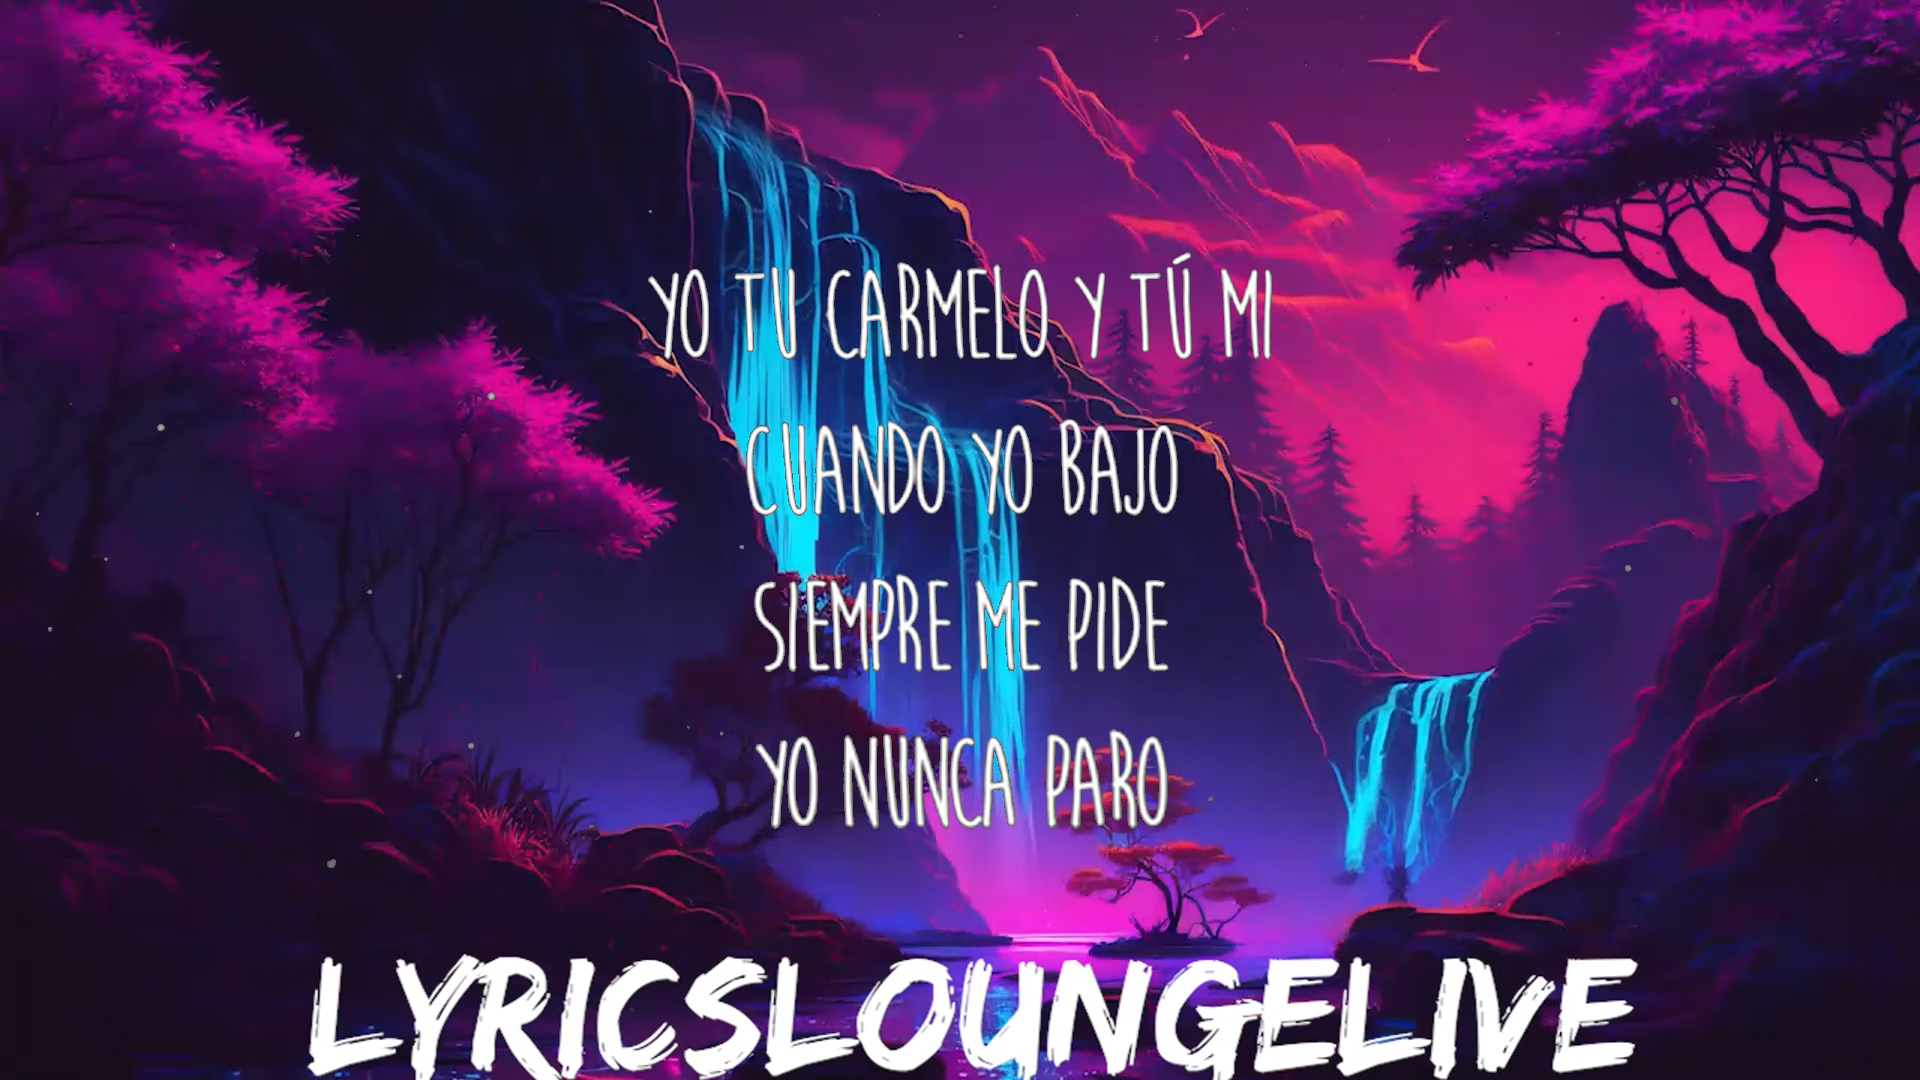 YO TU CARMELO Y TÚ MI
CUANDO YO BAJO
SIEMPRE ME PIDE
YO NUNCA PARO
LYRICSLOUNGELIVE